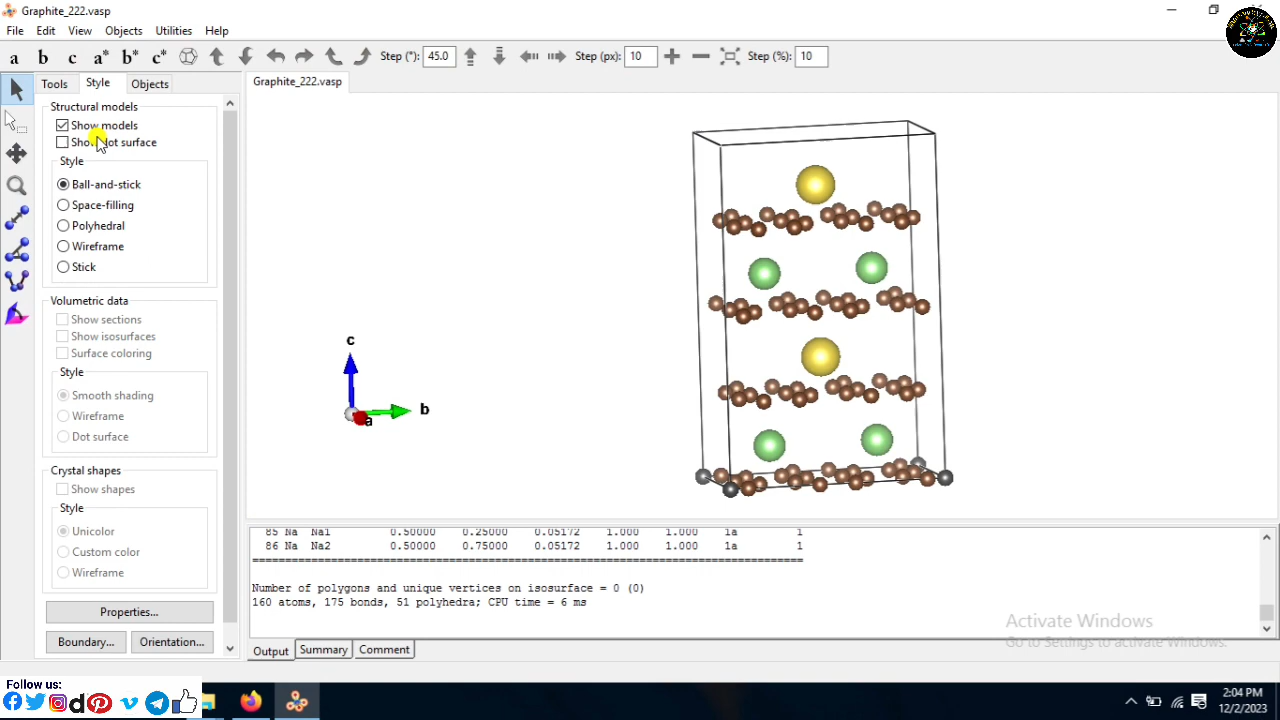 Graphite_222.vasp
File Edit View Objects Utilities Help
a b c a* b* c* Step (°): 45.0 Step (px): 10 Step (%): 10
Tools Style Objects
Graphite_222.vasp
Structural models
Show models
Show dot surface
Style
Ball-and-stick
Space-filling
Polyhedral
Wireframe
Stick
Volumetric data
Show sections
Show isosurfaces
Surface coloring
Style
Smooth shading
Wireframe
Dot surface
Crystal shapes
Show shapes
Style
Unicolor
Custom color
Wireframe
Properties...
Boundary... Orientation...
c
b
a
85 Na Na1 0.50000 0.25000 0.05172 1.000 1.000 1a 1
86 Na Na2 0.50000 0.75000 0.05172 1.000 1.000 1a 1
Number of polygons and unique vertices on isosurface = 0 (0)
160 atoms, 175 bonds, 51 polyhedra; CPU time = 6 ms
Activate Windows
Go to Settings to activate Windows.
Output Summary Comment
Follow us:
2:04 PM
12/2/2023